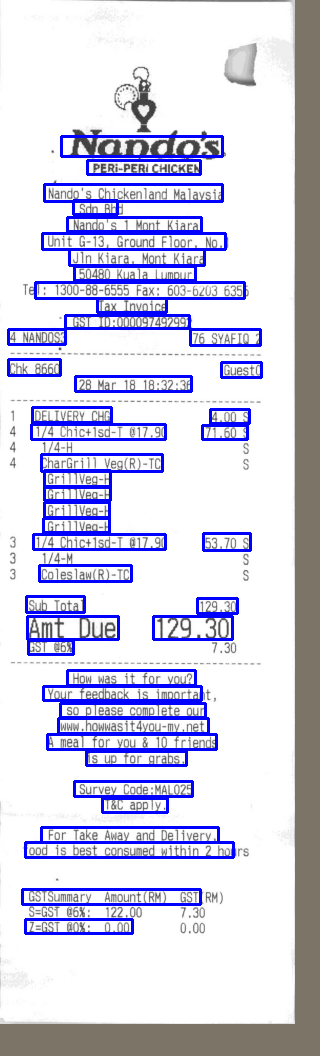 Nando's
PERi-PERi CHICKEN
Nando's Chickenland Malaysia
Sdn Bhd
Nando's 1 Mont Kiara
Unit G-13, Ground Floor, No.
Jln Kiara, Mont Kiara
50480 Kuala Lumpur
Tel: 1300-88-6555 Fax: 603-6203 6355
Tax Invoice
GST ID:000097492992
4 NANDOS3 76 SYAFIQ 2
Chk 8660 Guest0
28 Mar 18 18:32:36
1 DELIVERY CHG 4.00 S
4 1/4 Chic+1sd-T @17.90 71.60 S
4 1/4-H S
4 CharGrill Veg(R)-TC S
GrillVeg-H
GrillVeg-H
GrillVeg-H
GrillVeg-H
3 1/4 Chic+1sd-T @17.90 53.70 S
3 1/4-M S
3 Coleslaw(R)-TC S
Sub Total 129.30
Amt Due 129.30
GST @6% 7.30
How was it for you?
Your feedback is important,
so please complete our
www.howwasit4you-my.net
A meal for you & 10 friends
is up for grabs.
Survey Code:MAL025
T&C apply.
For Take Away and Delivery,
ood is best consumed within 2 hours
GSTSummary Amount(RM) GST(RM)
S=GST @6%: 122.00 7.30
Z=GST @0%: 0.00 0.00